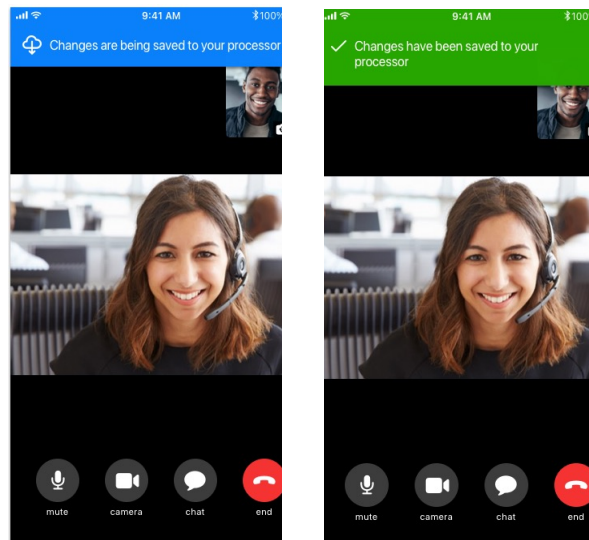 9:41 AM
100%
Changes are being saved to your processor
mute
camera
chat
end
9:41 AM
100
Changes have been saved to your
processor
mute
camera
chat
end